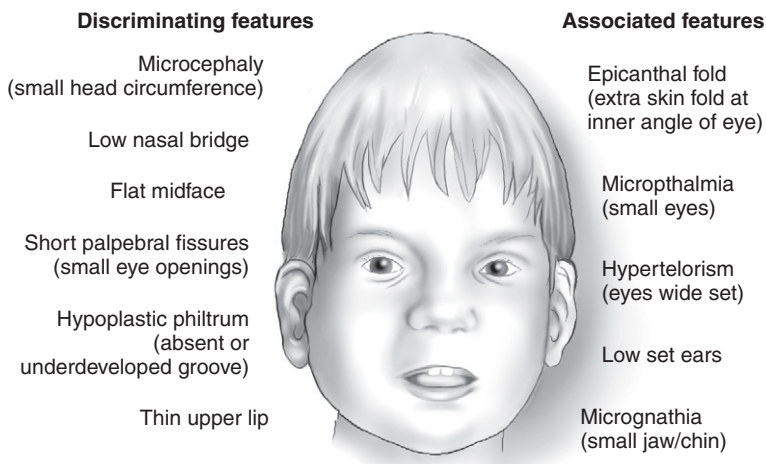 Discriminating features
Microcephaly
(small head circumference)
Low nasal bridge
Flat midface
Short palpebral fissures
(small eye openings)
Hypoplastic philtrum
(absent or
underdeveloped groove)
Thin upper lip
Associated features
Epicanthal fold
(extra skin fold at
inner angle of eye)
Micropthalmia
(small eyes)
Hypertelorism
(eyes wide set)
Low set ears
Micrognathia
(small jaw/chin)